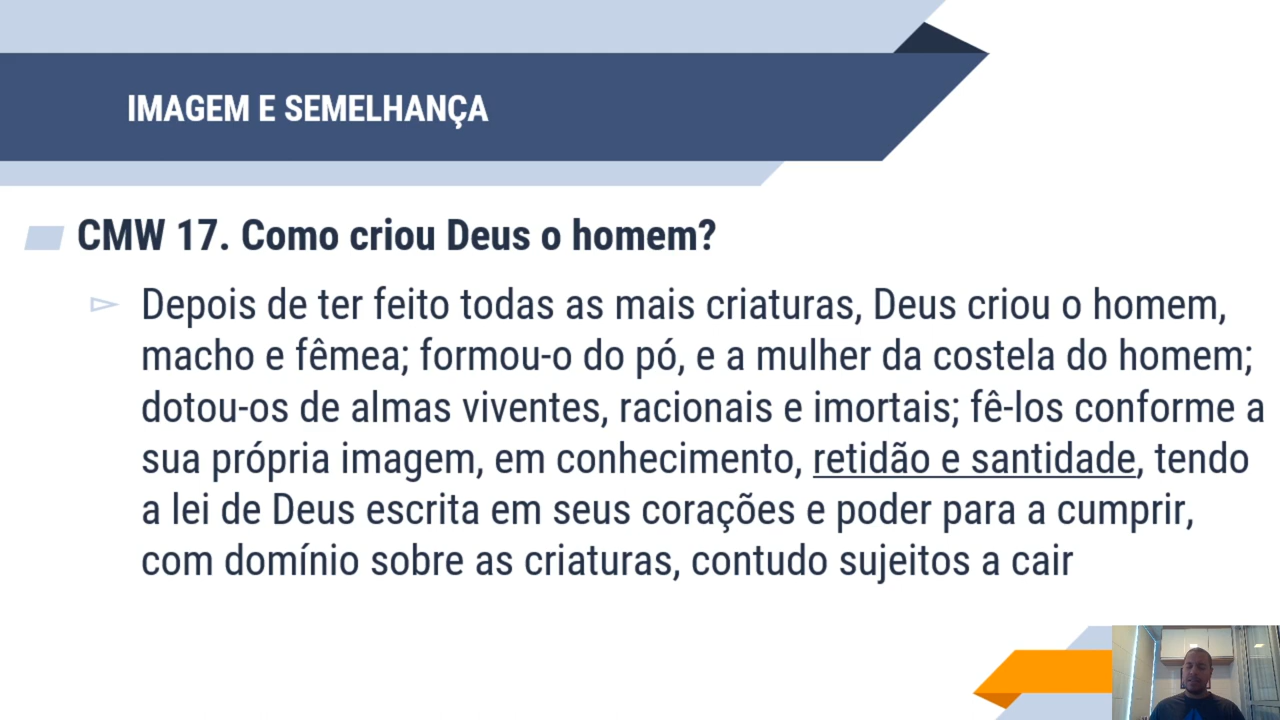 IMAGEM E SEMELHANÇA
CMW 17. Como criou Deus o homem?
Depois de ter feito todas as mais criaturas, Deus criou o homem,
macho e fêmea; formou-o do pó, e a mulher da costela do homem;
dotou-os de almas viventes, racionais e imortais; fê-los conforme a
sua própria imagem, em conhecimento, retidão e santidade, tendo
a lei de Deus escrita em seus corações e poder para a cumprir,
com domínio sobre as criaturas, contudo sujeitos a cair